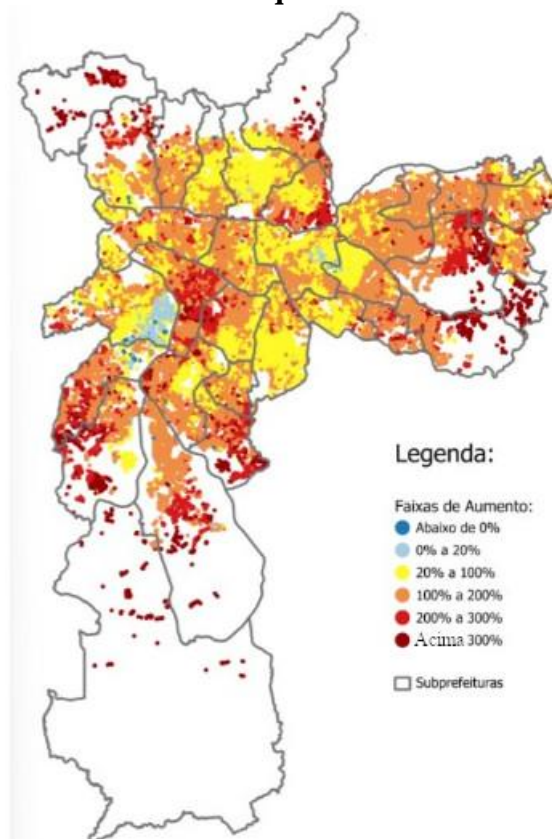 Legenda:
Faixas de Aumento:
Abaixo de 0%
0% a 20%
20% a 100%
100% a 200%
200% a 300%
Acima 300%
Subprefeituras